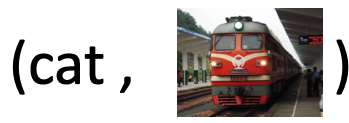 (cat , )